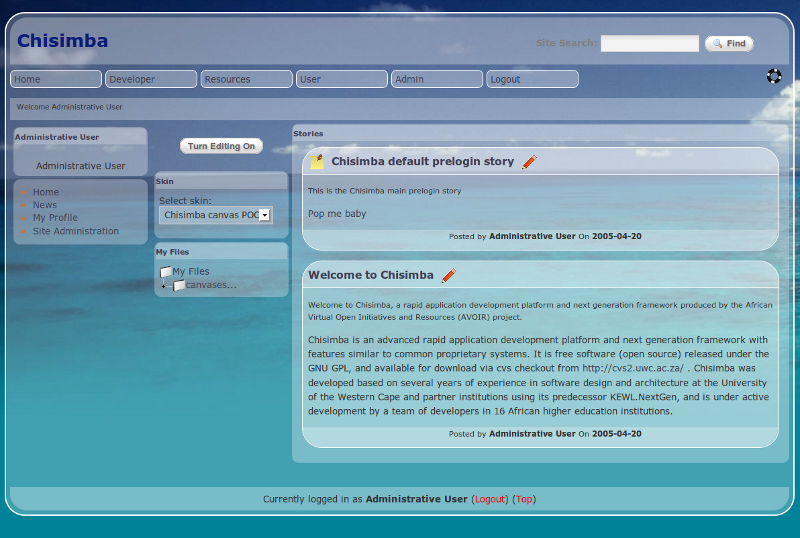 Chisimba
Site Search:
Find
Home
Developer
Resources
User
Admin
Logout
Welcome Administrative User
Administrative User
Administrative User
Home
News
My Profile
Site Administration
Turn Editing On
Skin
Select skin:
Chisimba canvas POC
My Files
My Files
canvases...
Stories
Chisimba default prelogin story
This is the Chisimba main prelogin story
Pop me baby
Posted by Administrative User On 2005-04-20
Welcome to Chisimba
Welcome to Chisimba, a rapid application development platform and next generation framework produced by the African
Virtual Open Initiatives and Resources (AVOIR) project.
Chisimba is an advanced rapid application development platform and next generation framework with
features similar to common proprietary systems. It is free software (open source) released under the
GNU GPL, and available for download via cvs checkout from http://cvs2.uwc.ac.za/ . Chisimba was
developed based on several years of experience in software design and architecture at the University
of the Western Cape and partner institutions using its predecessor KEWL.NextGen, and is under active
development by a team of developers in 16 African higher education institutions.
Posted by Administrative User On 2005-04-20
Currently logged in as Administrative User (Logout) (Top)